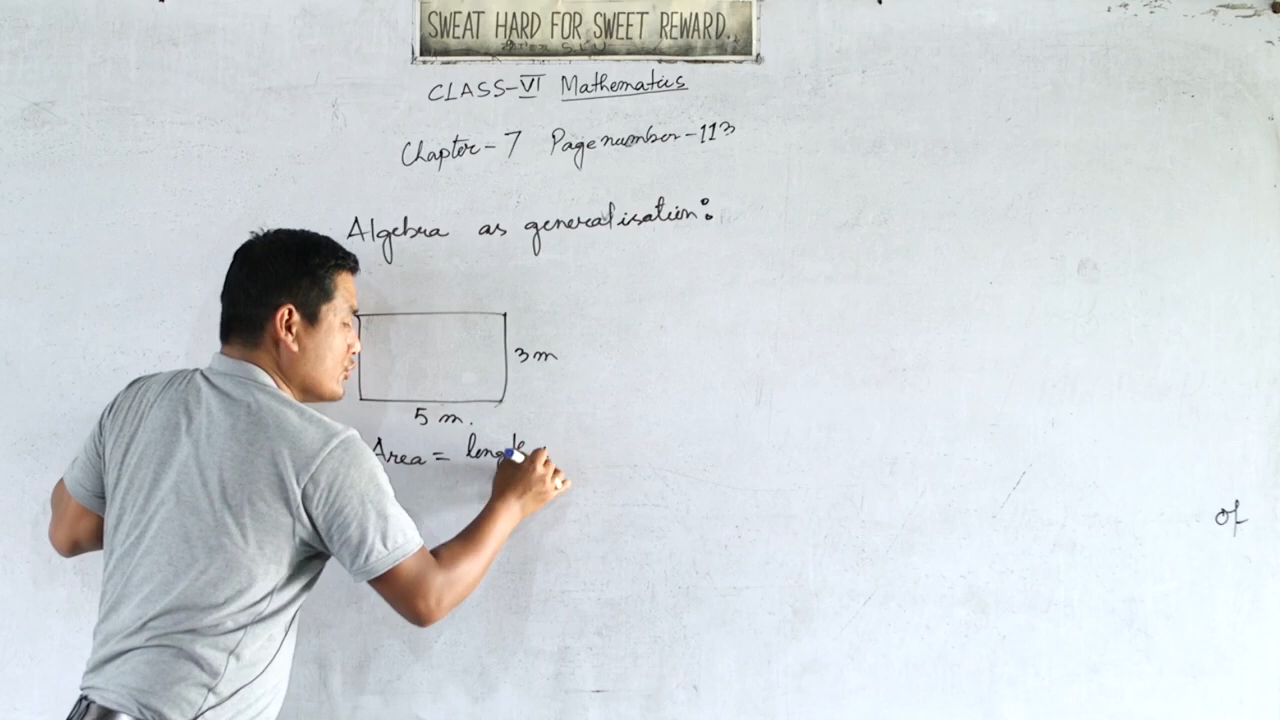 SWEAT HARD FOR SWEET REWARD..
CLASS-VI Mathematics
Chapter-7 Page number-113
Algebra as generalisation:
3 m
5 m.
Area = length
of